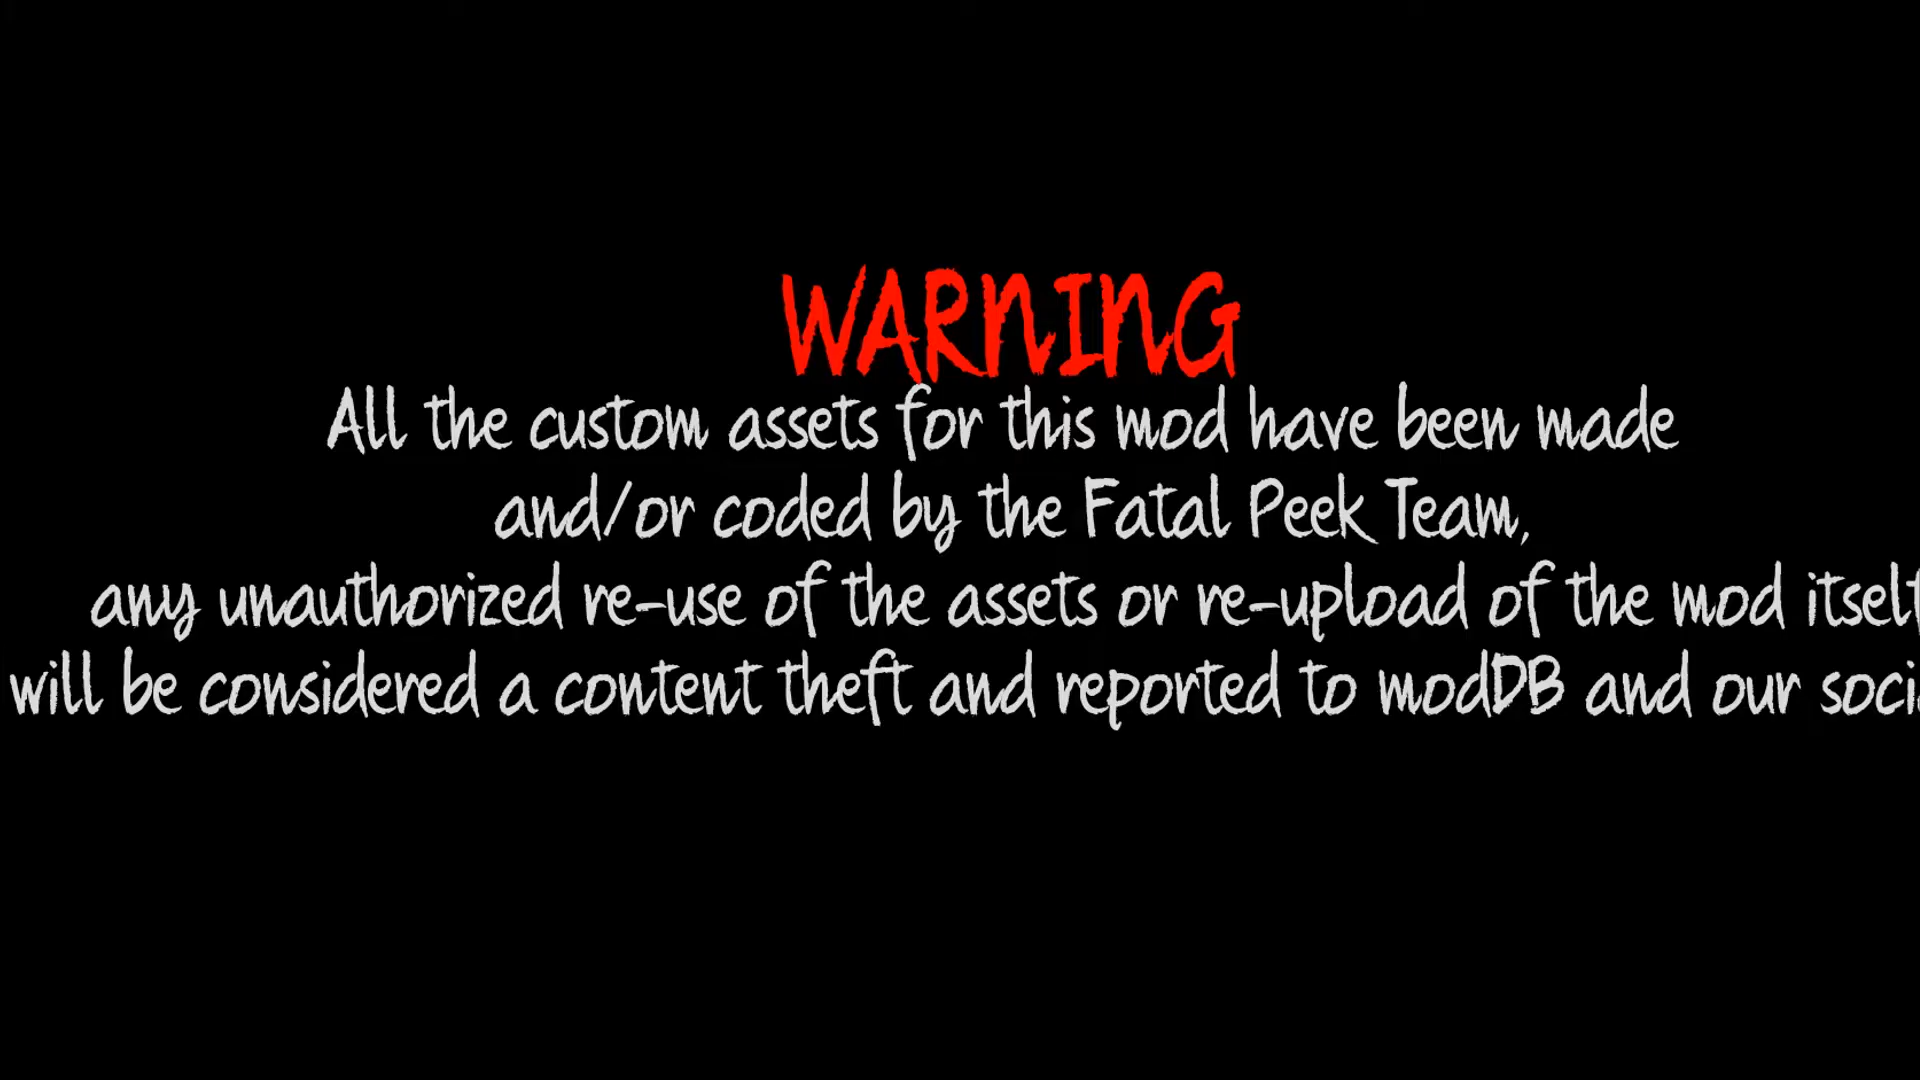 WARNING
All the custom assets for this mod have been made
and/or coded by the Fatal Peek Team,
any unauthorized re-use of the assets or re-upload of the mod itself
will be considered a content theft and reported to modDB and our